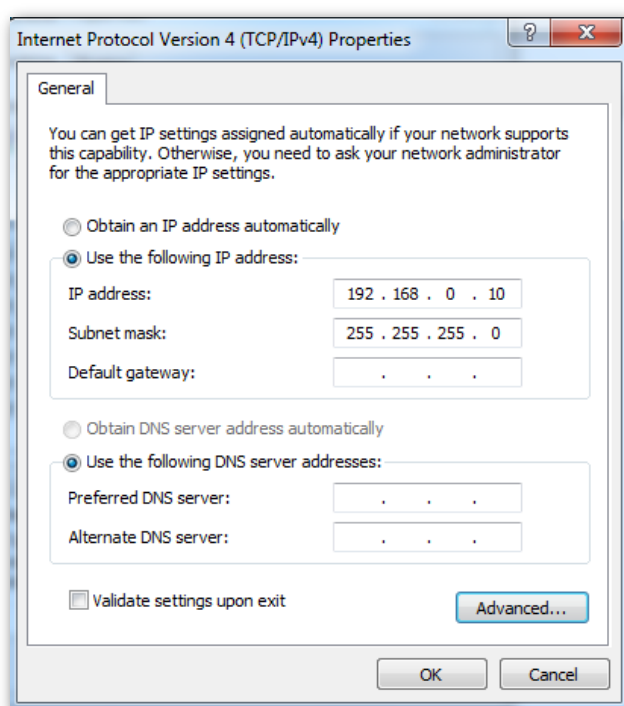 Internet Protocol Version 4 (TCP/IPv4) Properties
?
General
You can get IP settings assigned automatically if your network supports
this capability. Otherwise, you need to ask your network administrator
for the appropriate IP settings.
Obtain an IP address automatically
Use the following IP address:
IP address: 192 . 168 . 0 . 10
Subnet mask: 255 . 255 . 255 . 0
Default gateway: . . .
Obtain DNS server address automatically
Use the following DNS server addresses:
Preferred DNS server: . . .
Alternate DNS server: . . .
Validate settings upon exit
Advanced...
OK Cancel